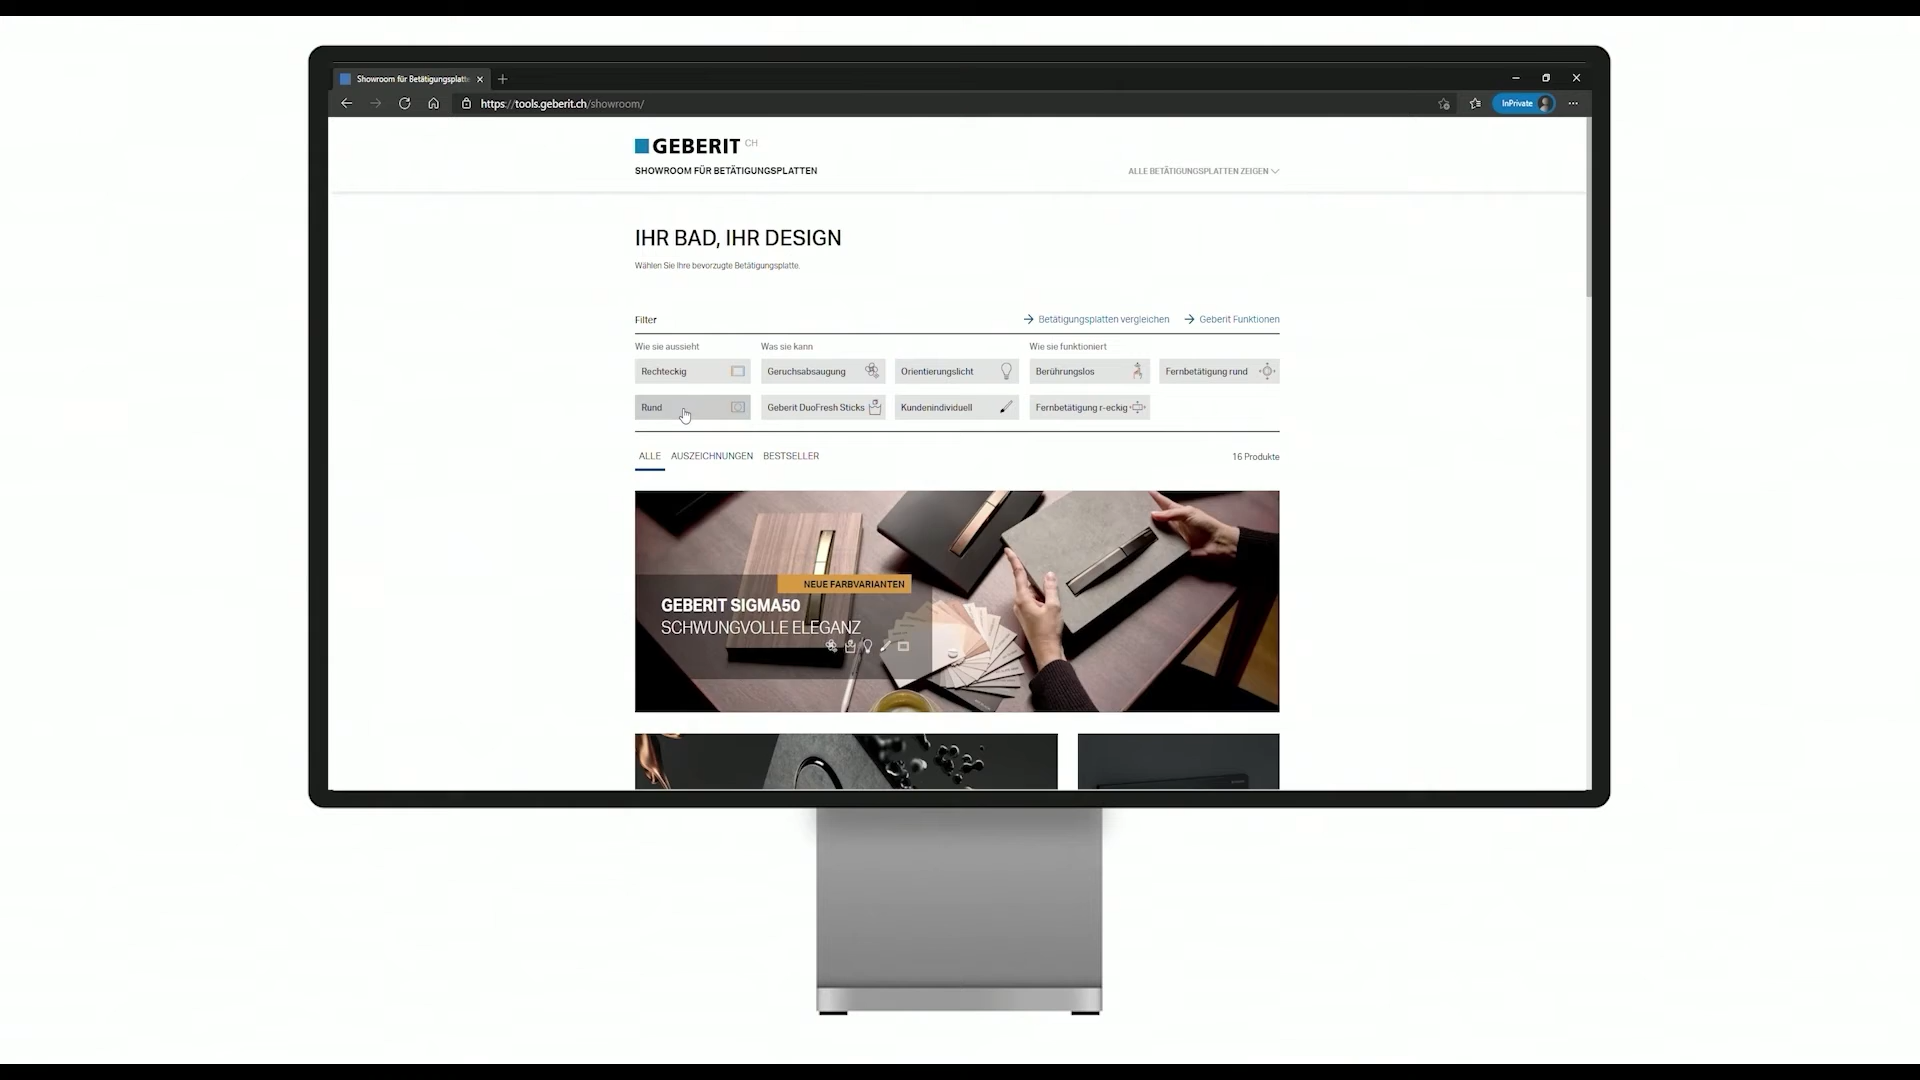 Showroom für Betätigungsplatt
https://tools.geberit.ch/showroom/
InPrivate
GEBERIT CH
SHOWROOM FÜR BETÄTIGUNGSPLATTEN
ALLE BETÄTIGUNGSPLATTEN ZEIGEN
IHR BAD, IHR DESIGN
Wählen Sie Ihre bevorzugte Betätigungsplatte.
Filter
Betätigungsplatten vergleichen
Geberit Funktionen
Wie sie aussieht
Was sie kann
Wie sie funktioniert
Rechteckig
Geruchsabsaugung
Orientierungslicht
Berührungslos
Fernbetätigung rund
Rund
Geberit DuoFresh Sticks
Kundenindividuell
Fernbetätigung r-eckig
ALLE
AUSZEICHNUNGEN
BESTSELLER
16 Produkte
NEUE FARBVARIANTEN
GEBERIT SIGMA50
SCHWUNGVOLLE ELEGANZ